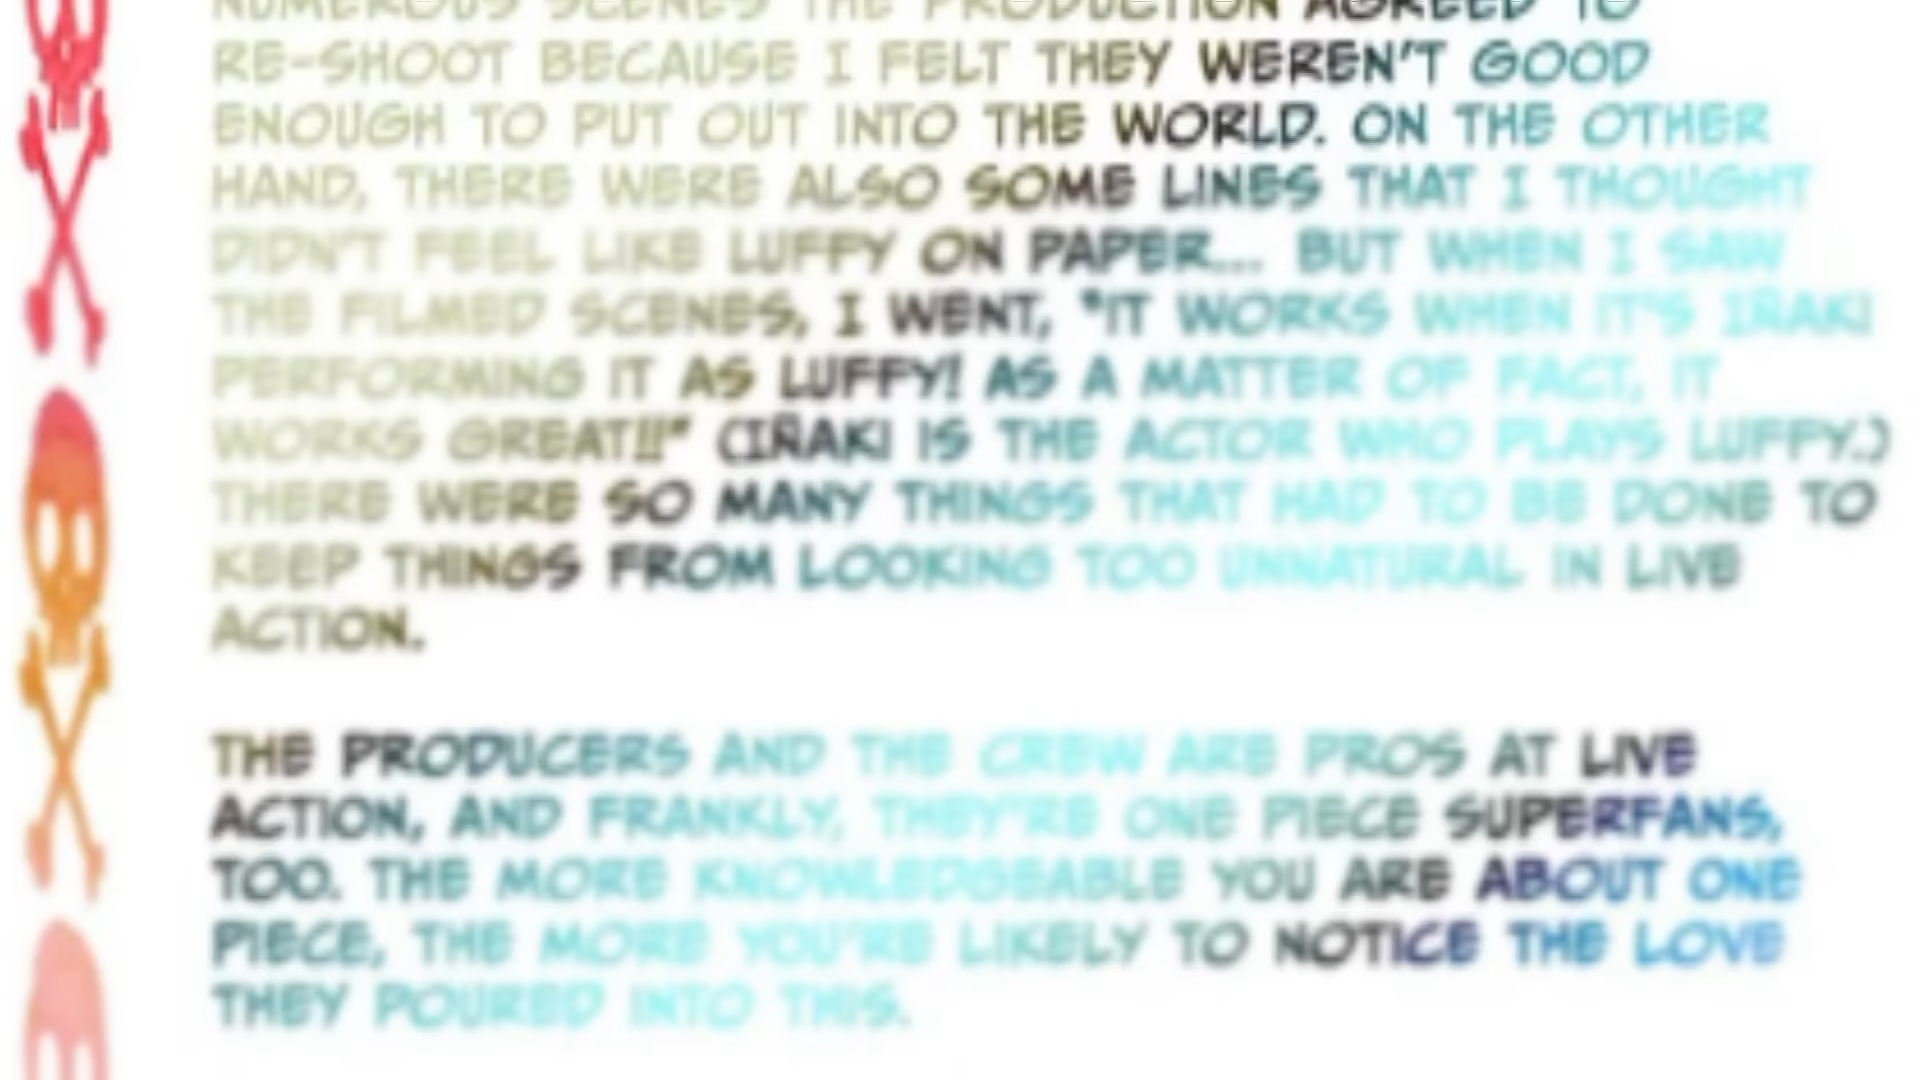 NUMEROUS SCENES THE PRODUCTION AGREED TO
RE-SHOOT BECAUSE I FELT THEY WEREN'T GOOD
ENOUGH TO PUT OUT INTO THE WORLD. ON THE OTHER
HAND, THERE WERE ALSO SOME LINES THAT I THOUGHT
DIDN'T FEEL LIKE LUFFY ON PAPER... BUT WHEN I SAW
THE FILMED SCENES, I WENT, "IT WORKS WHEN IT'S IÑAKI
PERFORMING IT AS LUFFY! AS A MATTER OF FACT, IT
WORKS GREAT!!!" (IÑAKI IS THE ACTOR WHO PLAYS LUFFY.)
THERE WERE SO MANY THINGS THAT HAD TO BE DONE TO
KEEP THINGS FROM LOOKING TOO UNNATURAL IN LIVE
ACTION.
THE PRODUCERS AND THE CREW ARE PROS AT LIVE
ACTION, AND FRANKLY, THEY'RE ONE PIECE SUPERFANS,
TOO. THE MORE KNOWLEDGEABLE YOU ARE ABOUT ONE
PIECE, THE MORE YOU'RE LIKELY TO NOTICE THE LOVE
THEY POURED INTO THIS.